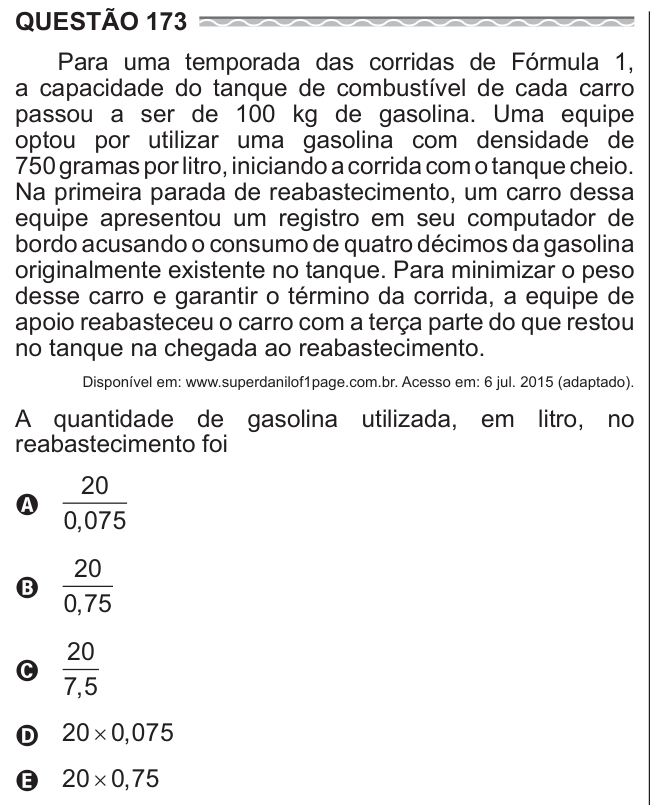 QUESTÃO 173
Para uma temporada das corridas de Fórmula 1,
a capacidade do tanque de combustível de cada carro
passou a ser de 100 kg de gasolina. Uma equipe
optou por utilizar uma gasolina com densidade de
750 gramas por litro, iniciando a corrida com o tanque cheio.
Na primeira parada de reabastecimento, um carro dessa
equipe apresentou um registro em seu computador de
bordo acusando o consumo de quatro décimos da gasolina
originalmente existente no tanque. Para minimizar o peso
desse carro e garantir o término da corrida, a equipe de
apoio reabasteceu o carro com a terça parte do que restou
no tanque na chegada ao reabastecimento.
Disponível em: www.superdanilof1page.com.br. Acesso em: 6 jul. 2015 (adaptado).
A quantidade de gasolina utilizada, em litro, no
reabastecimento foi
A 20
0,075
B 20
0,75
C 20
7,5
D 20 × 0,075
E 20 × 0,75